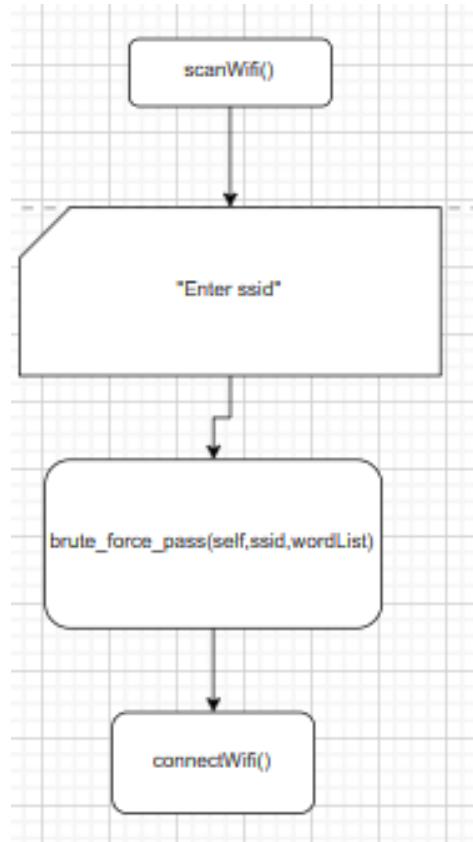 scanWifi()
"Enter ssid"
brute_force_pass(self,ssid,wordList)
connectWifi()